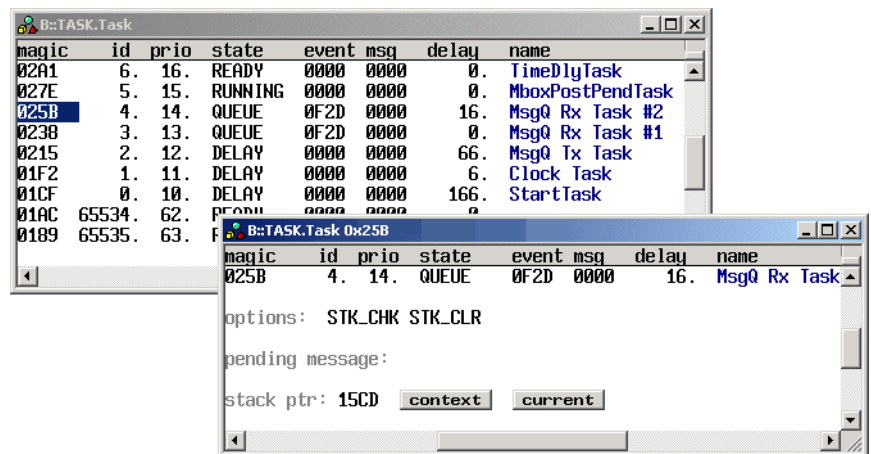 B::TASK.Task
magic id prio state event msg delay name
02A1 6. 16. READY 0000 0000 0. TimeDlyTask
027E 5. 15. RUNNING 0000 0000 0. MboxPostPendTask
025B 4. 14. QUEUE 0F2D 0000 16. MsgQ Rx Task #2
0238 3. 13. QUEUE 0F2D 0000 0. MsgQ Rx Task #1
0215 2. 12. DELAY 0000 0000 66. MsgQ Tx Task
01F2 1. 11. DELAY 0000 0000 6. Clock Task
01CF 0. 10. DELAY 0000 0000 166. StartTask
01AC 65534. 62. READY 0000 0000 0.
0189 65535. 63.
B::TASK.Task 0x25B
magic id prio state event msg delay name
025B 4. 14. QUEUE 0F2D 0000 16. MsgQ Rx Task
options: STK_CHK STK_CLR
pending message:
stack ptr: 15CD context current